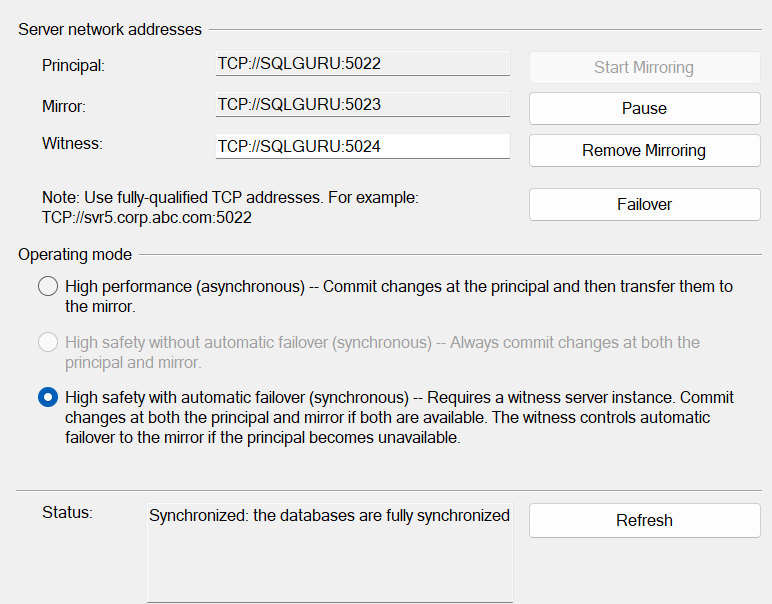 Server network addresses
Principal:
TCP://SQLGURU:5022
Start Mirroring
Mirror:
TCP://SQLGURU:5023
Pause
Witness:
TCP://SQLGURU:5024
Remove Mirroring
Note: Use fully-qualified TCP addresses. For example:
TCP://svr5.corp.abc.com:5022
Failover
Operating mode
High performance (asynchronous) -- Commit changes at the principal and then transfer them to
the mirror.
High safety without automatic failover (synchronous) -- Always commit changes at both the
principal and mirror.
High safety with automatic failover (synchronous) -- Requires a witness server instance. Commit
changes at both the principal and mirror if both are available. The witness controls automatic
failover to the mirror if the principal becomes unavailable.
Status:
Synchronized: the databases are fully synchronized
Refresh